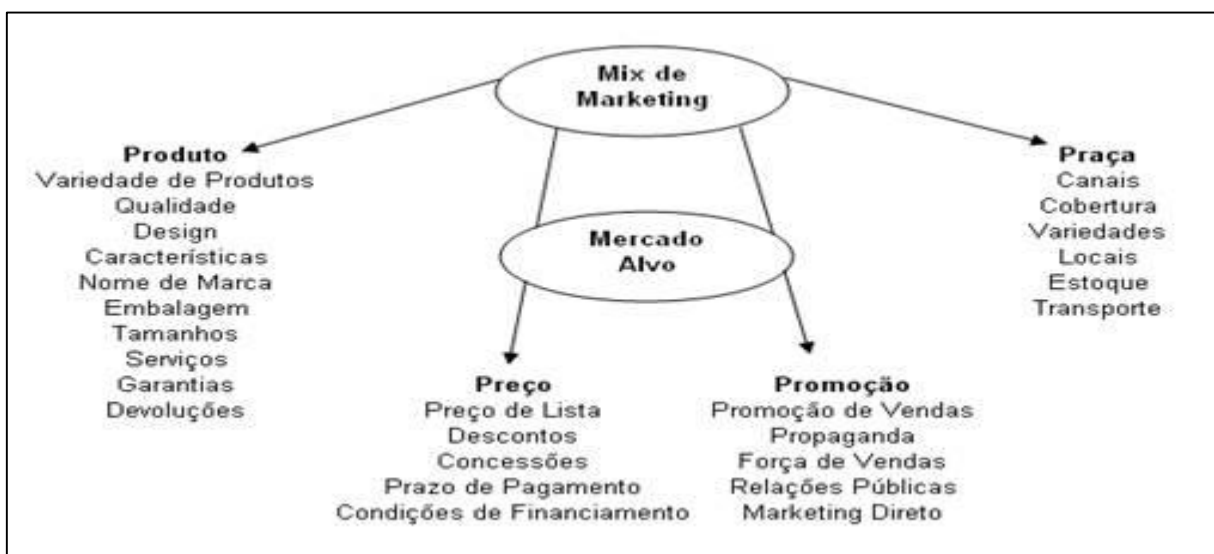 Mix de
Marketing
Produto
Variedade de Produtos
Qualidade
Design
Características
Nome de Marca
Embalagem
Tamanhos
Serviços
Garantias
Devoluções
Mercado
Alvo
Praça
Canais
Cobertura
Variedades
Locais
Estoque
Transporte
Preço
Preço de Lista
Descontos
Concessões
Prazo de Pagamento
Condições de Financiamento
Promoção
Promoção de Vendas
Propaganda
Força de Vendas
Relações Públicas
Marketing Direto